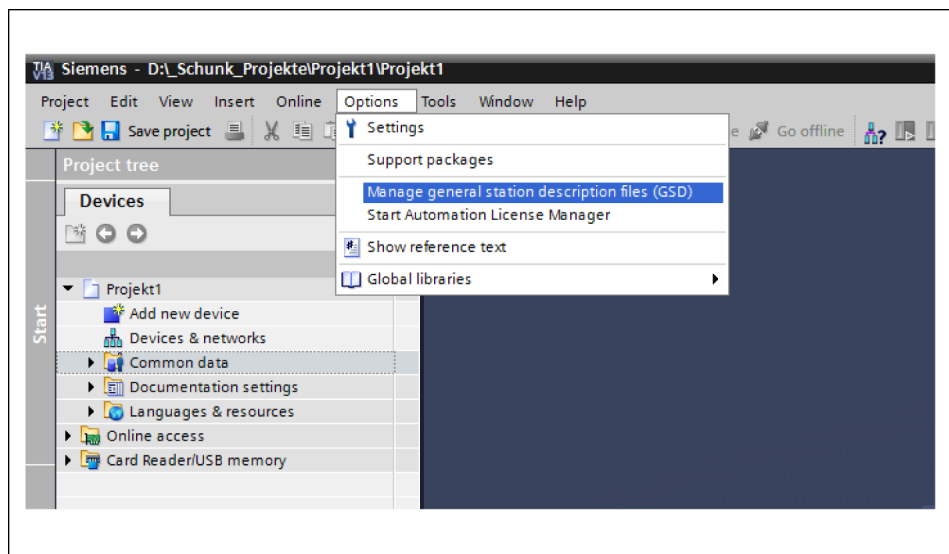 TIA V13 Siemens - D:\_Schunk_Projekte\Projekt1\Projekt1
Project Edit View Insert Online Options Tools Window Help
Save project Go offline
Settings
Support packages
Manage general station description files (GSD)
Start Automation License Manager
Show reference text
Global libraries
Project tree
Devices
Projekt1
Add new device
Devices & networks
Common data
Documentation settings
Languages & resources
Online access
Card Reader/USB memory
Start